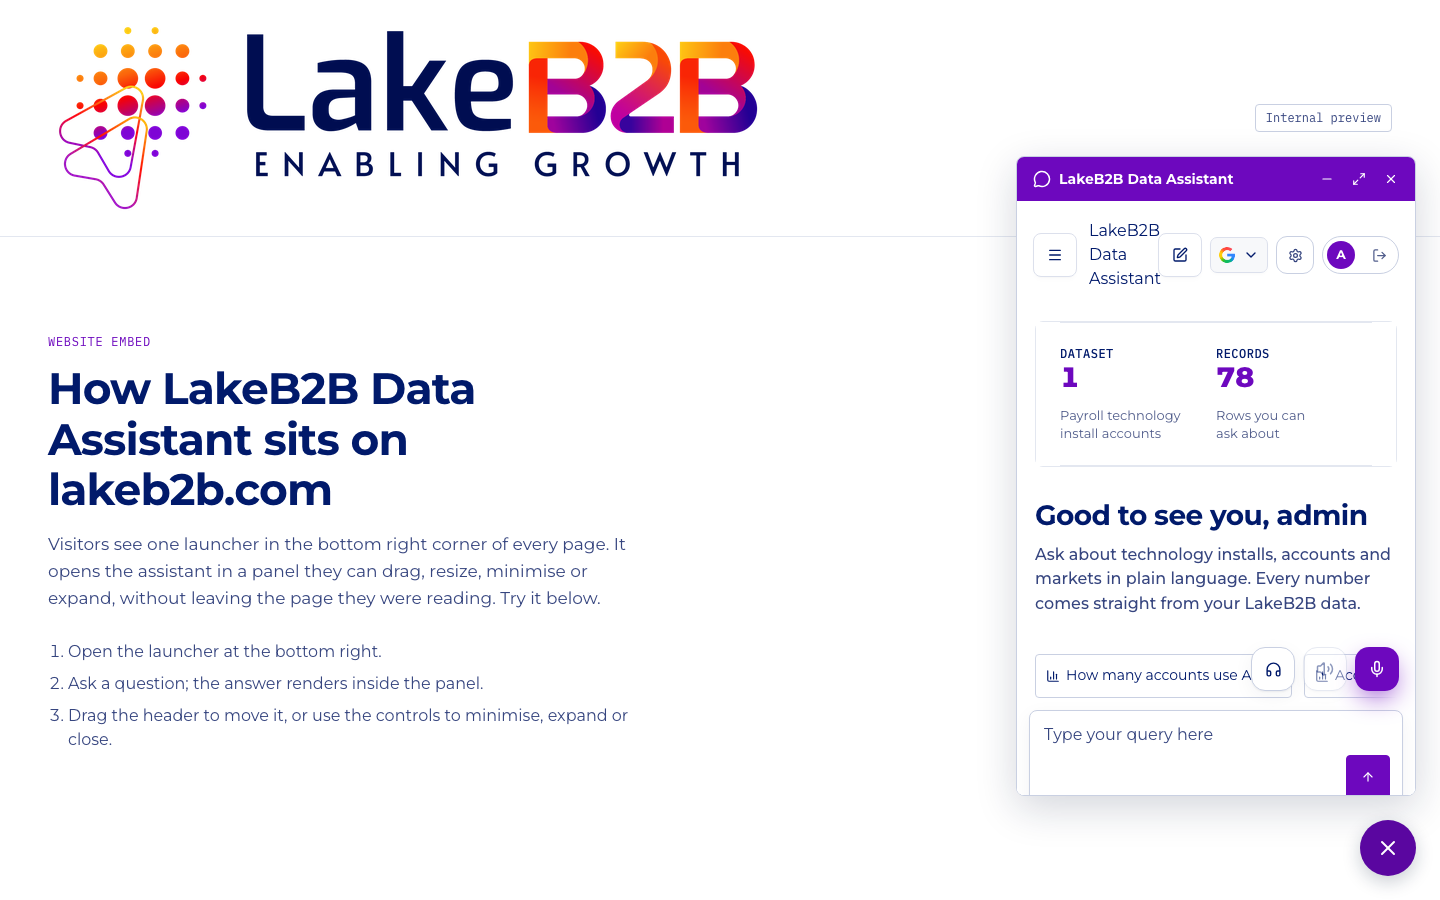 LakeB2B
ENABLING GROWTH
Internal preview
WEBSITE EMBED
How LakeB2B Data
Assistant sits on
lakeb2b.com
Visitors see one launcher in the bottom right corner of every page. It
opens the assistant in a panel they can drag, resize, minimise or
expand, without leaving the page they were reading. Try it below.
1. Open the launcher at the bottom right.
2. Ask a question; the answer renders inside the panel.
3. Drag the header to move it, or use the controls to minimise, expand or
close.
LakeB2B Data Assistant
LakeB2B
Data
Assistant
A
DATASET
1
Payroll technology
install accounts
RECORDS
78
Rows you can
ask about
Good to see you, admin
Ask about technology installs, accounts and
markets in plain language. Every number
comes straight from your LakeB2B data.
How many accounts use
Type your query here